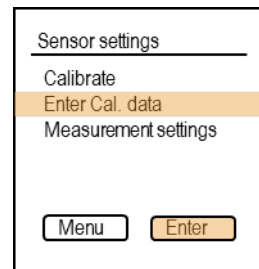 Sensor settings
Calibrate
Enter Cal. data
Measurement settings
Menu Enter